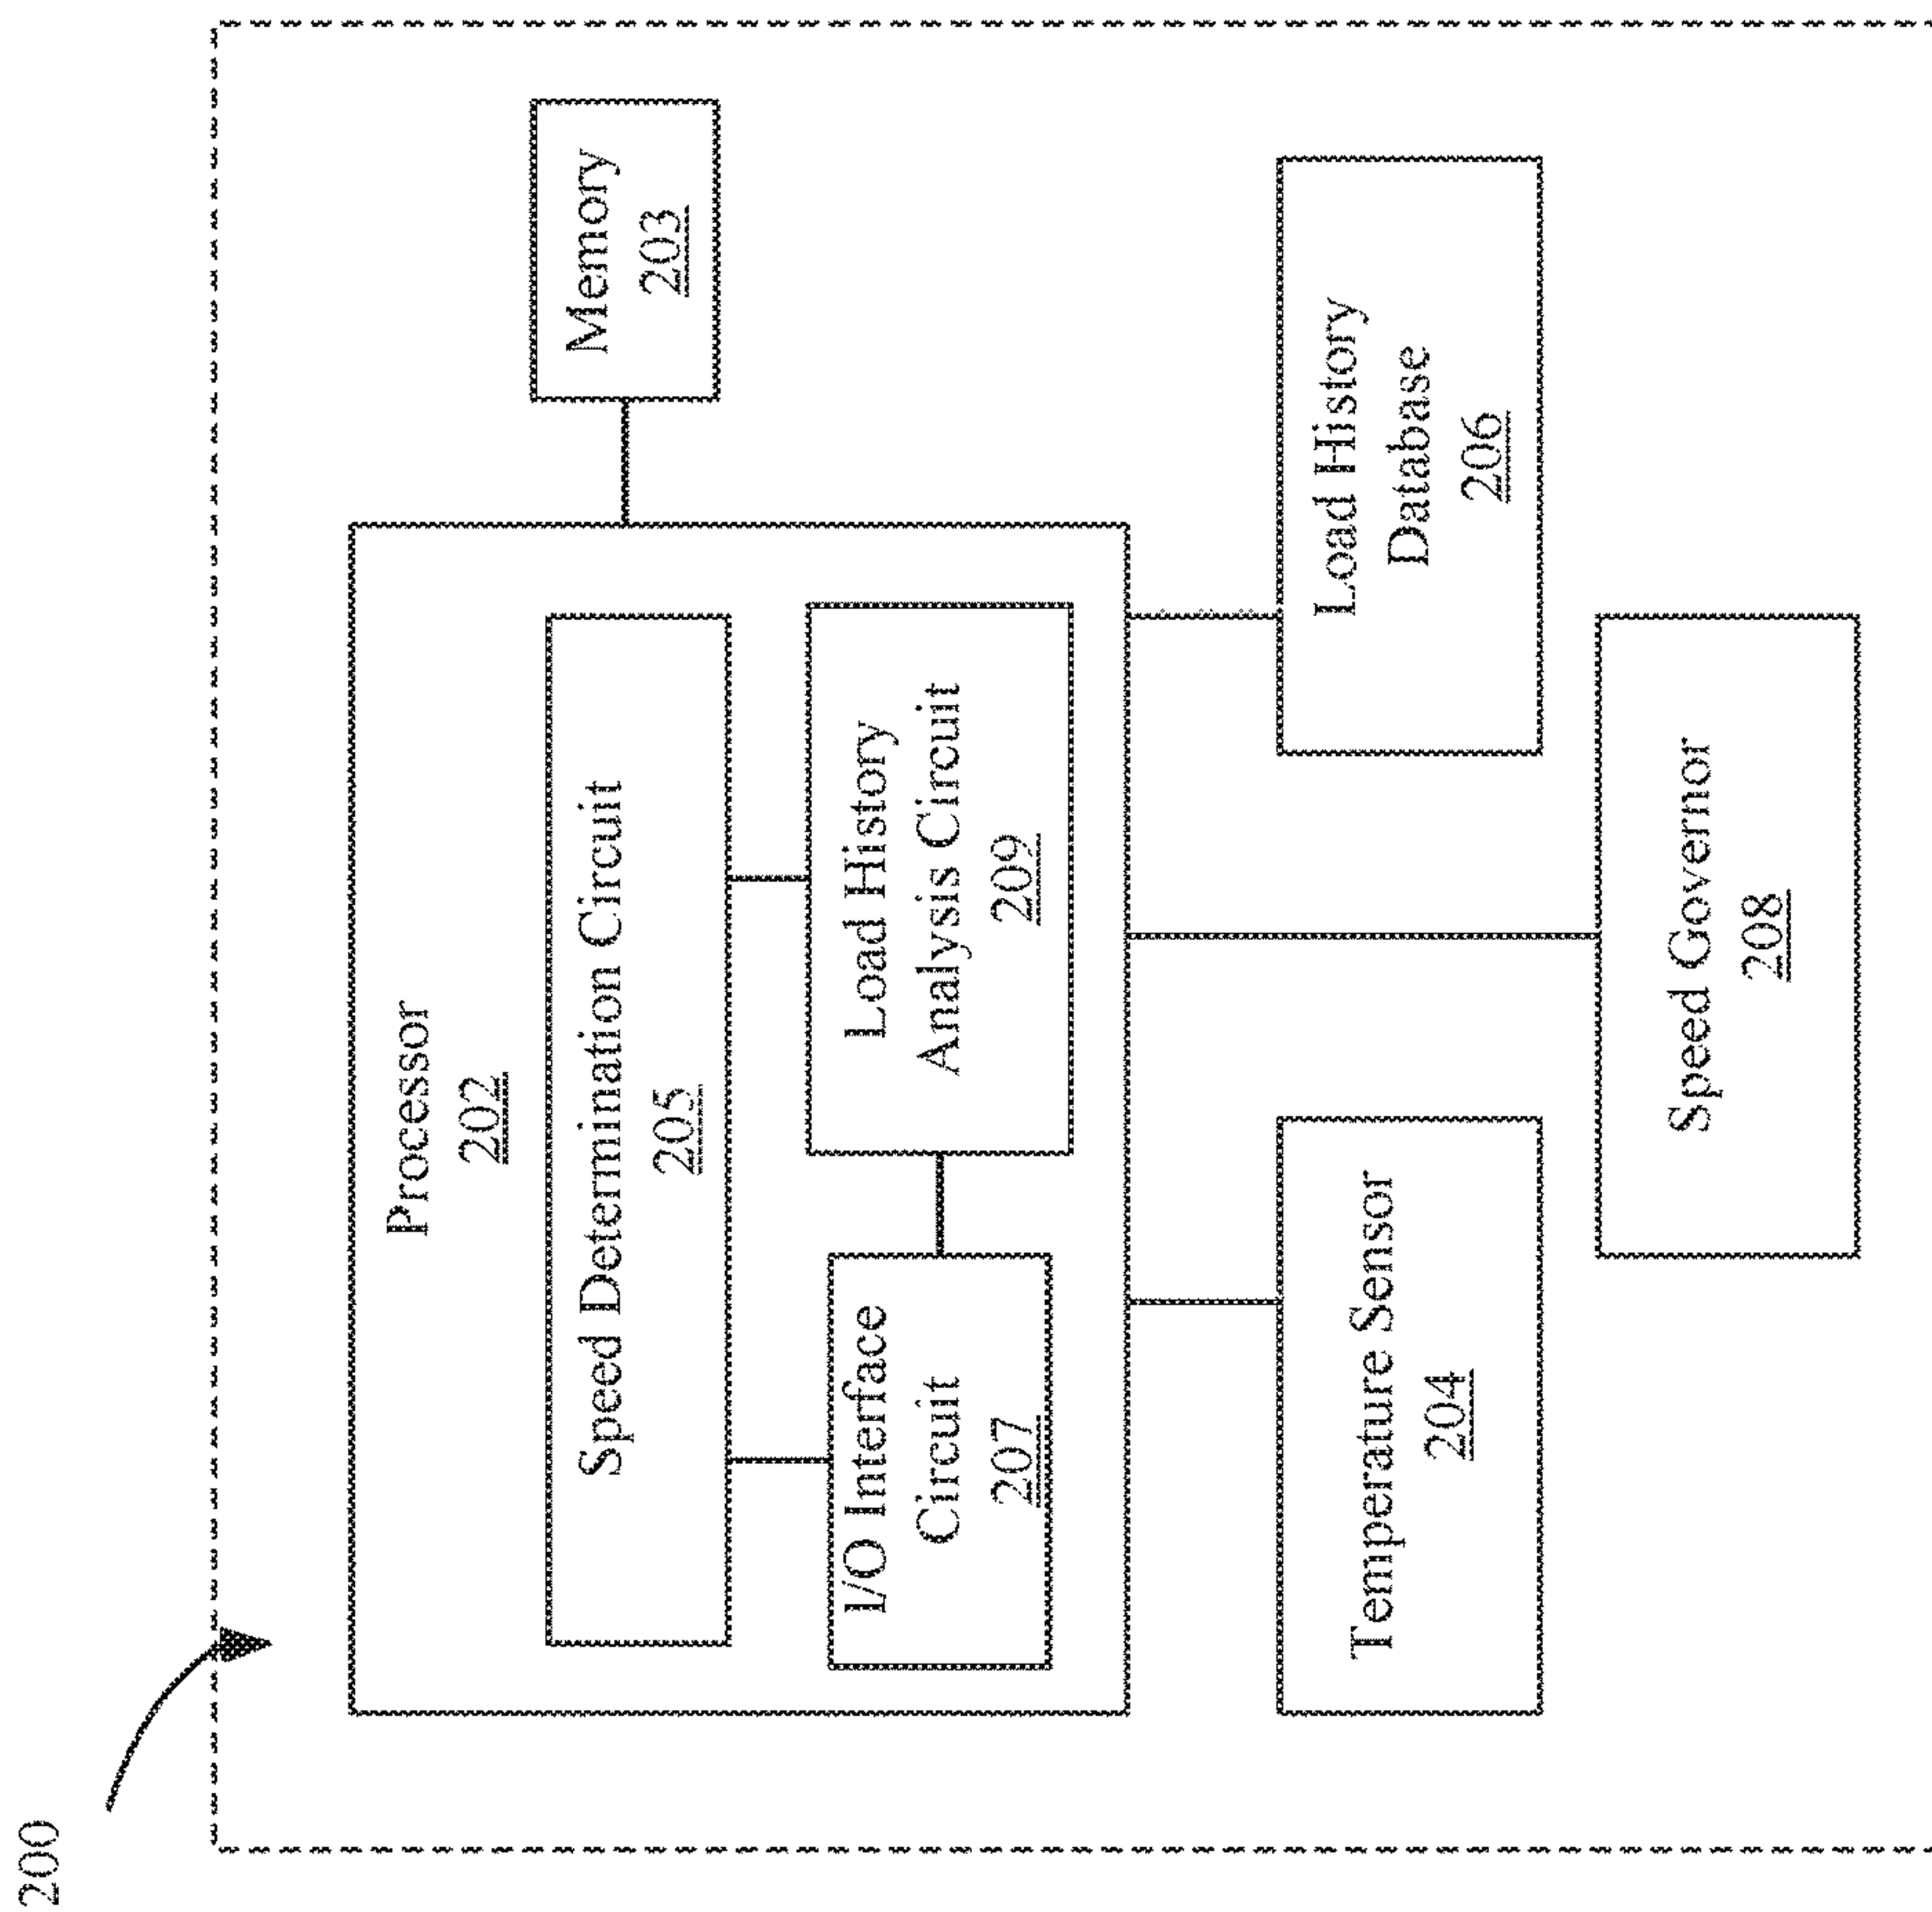 200
Processor
202
Memory
203
Speed Determination Circuit
205
I/O Interface
Circuit
207
Load History
Analysis Circuit
209
Temperature Sensor
204
Load History
Database
206
Speed Governor
208